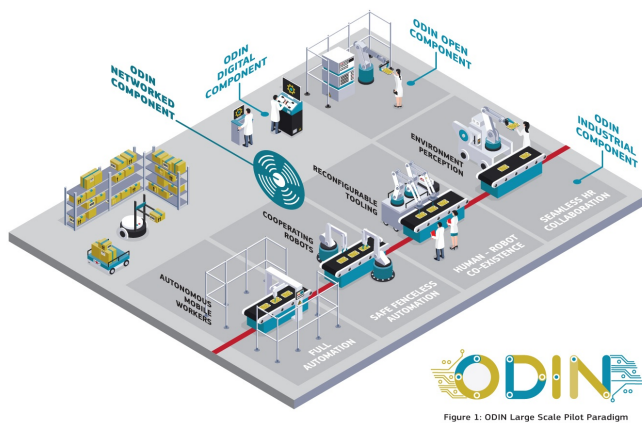 ODIN OPEN
COMPONENT
ODIN
DIGITAL
COMPONENT
ODIN
NETWORKED
COMPONENT
ODIN
INDUSTRIAL
COMPONENT
ENVIRONMENT
PERCEPTION
RECONFIGURABLE
TOOLING
COOPERATING
ROBOTS
AUTONOMOUS
MOBILE
WORKERS
SEAMLESS HR
COLLABORATION
HUMAN - ROBOT
CO-EXISTENCE
SAFE FENCELESS
AUTOMATION
FULL
AUTOMATION
ODIN
Figure 1: ODIN Large Scale Pilot Paradigm